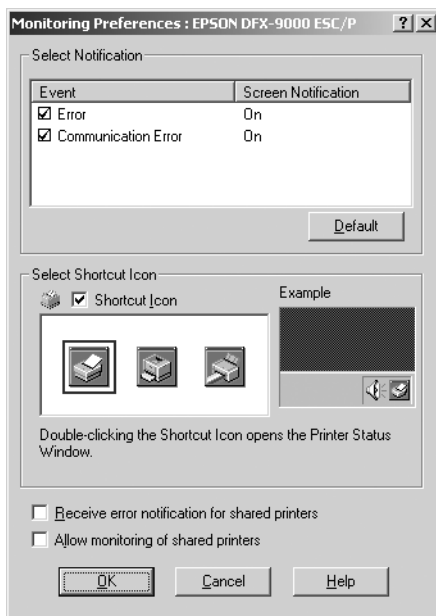 Monitoring Preferences : EPSON DFX-9000 ESC/P
Select Notification
Event Screen Notification
Error On
Communication Error On
Default
Select Shortcut Icon
Shortcut Icon
Example
Double-clicking the Shortcut Icon opens the Printer Status
Window.
Receive error notification for shared printers
Allow monitoring of shared printers
OK Cancel Help